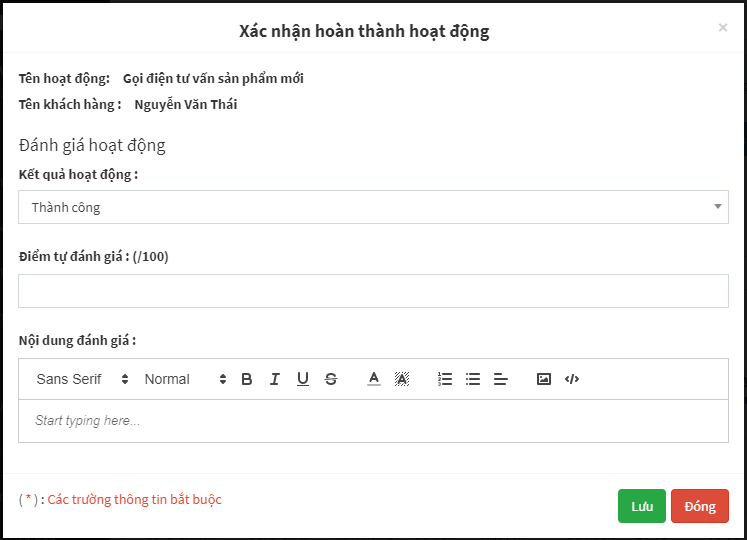 Xác nhận hoàn thành hoạt động ×
Tên hoạt động: Gọi điện tư vấn sản phẩm mới
Tên khách hàng : Nguyễn Văn Thái
Đánh giá hoạt động
Kết quả hoạt động :
Thành công
Điểm tự đánh giá : (/100)
Nội dung đánh giá :
Sans Serif Normal B I U S A A
Start typing here...
( * ) : Các trường thông tin bắt buộc Lưu Đóng